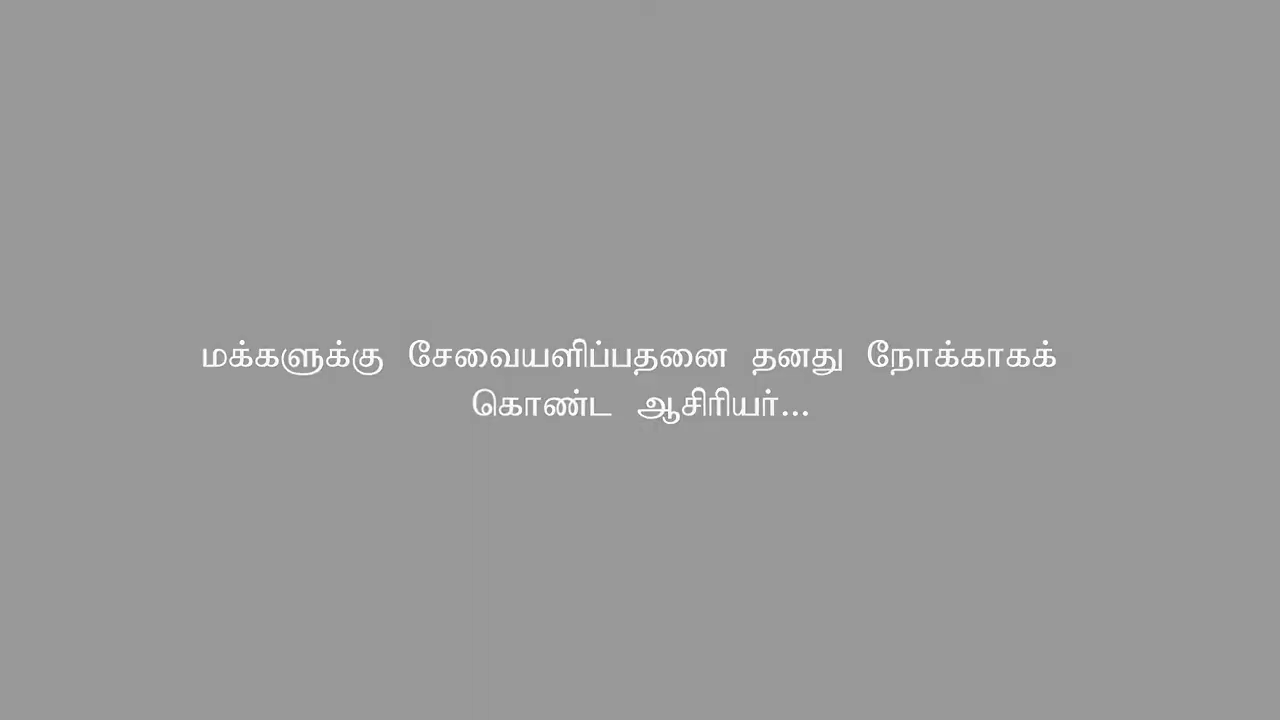 மக்களுக்கு சேவையளிப்பதனை தனது நோக்காகக்
கொண்ட ஆசிரியர்...